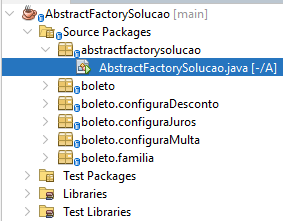 AbstractFactorySolucao [main]
Source Packages
abstractfactorysolucao
AbstractFactorySolucao.java [-/A]
boleto
boleto.configuraDesconto
boleto.configuraJuros
boleto.configuraMulta
boleto.familia
Test Packages
Libraries
Test Libraries